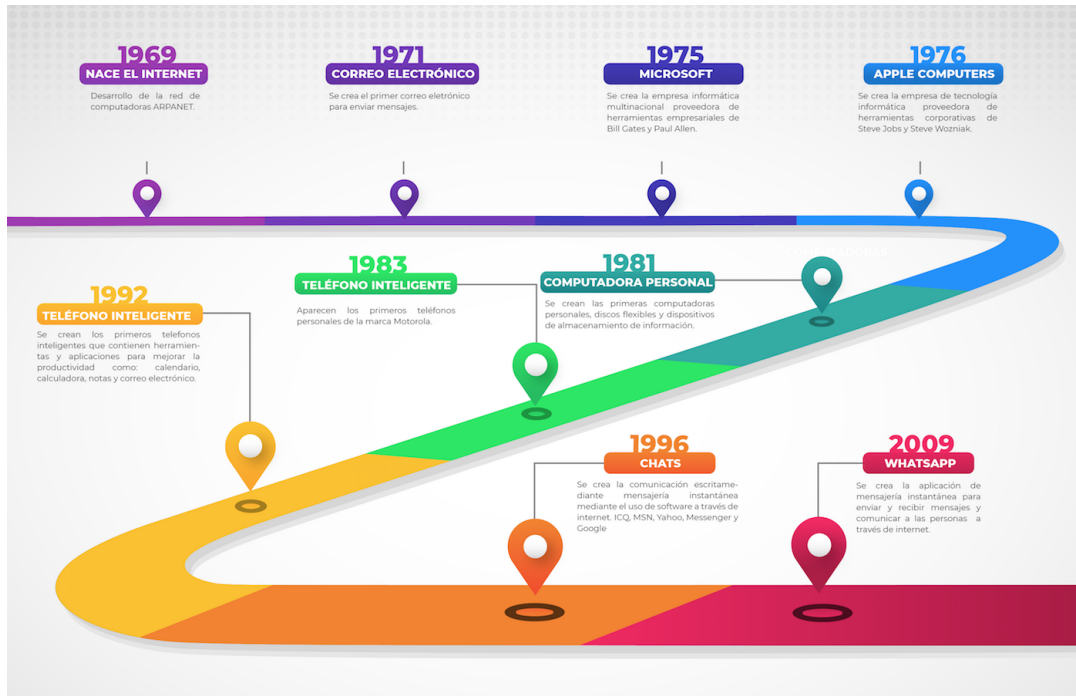 1969
NACE EL INTERNET
Desarrollo de la red de
computadoras ARPANET.
1971
CORREO ELECTRÓNICO
Se crea el primer correo eletrónico
para enviar mensajes.
1975
MICROSOFT
Se crea la empresa informática
multinacional proveedora de
herramientas empresariales de
Bill Gates y Paul Allen.
1976
APPLE COMPUTERS
Se crea la empresa de tecnología
informática proveedora de
herramientas corporativas de
Steve Jobs y Steve Wozniak.
1981
COMPUTADORA PERSONAL
Se crean las primeras computadoras
personales, discos flexibles y dispositivos
de almacenamiento de información.
1983
TELÉFONO INTELIGENTE
Aparecen los primeros teléfonos
personales de la marca Motorola.
1992
TELÉFONO INTELIGENTE
Se crean los primeros telefonos
inteligentes que contienen herramien-
tas y aplicaciones para mejorar la
productividad como: calendario,
calculadora, notas y correo electrónico.
1996
CHATS
Se crea la comunicación escritame-
diante mensajería instantánea
mediante el uso de software a través de
internet. ICQ, MSN, Yahoo, Messenger y
Google
2009
WHATSAPP
Se crea la aplicación de
mensajería instantánea para
enviar y recibir mensajes y
comunicar a las personas a
través de internet.